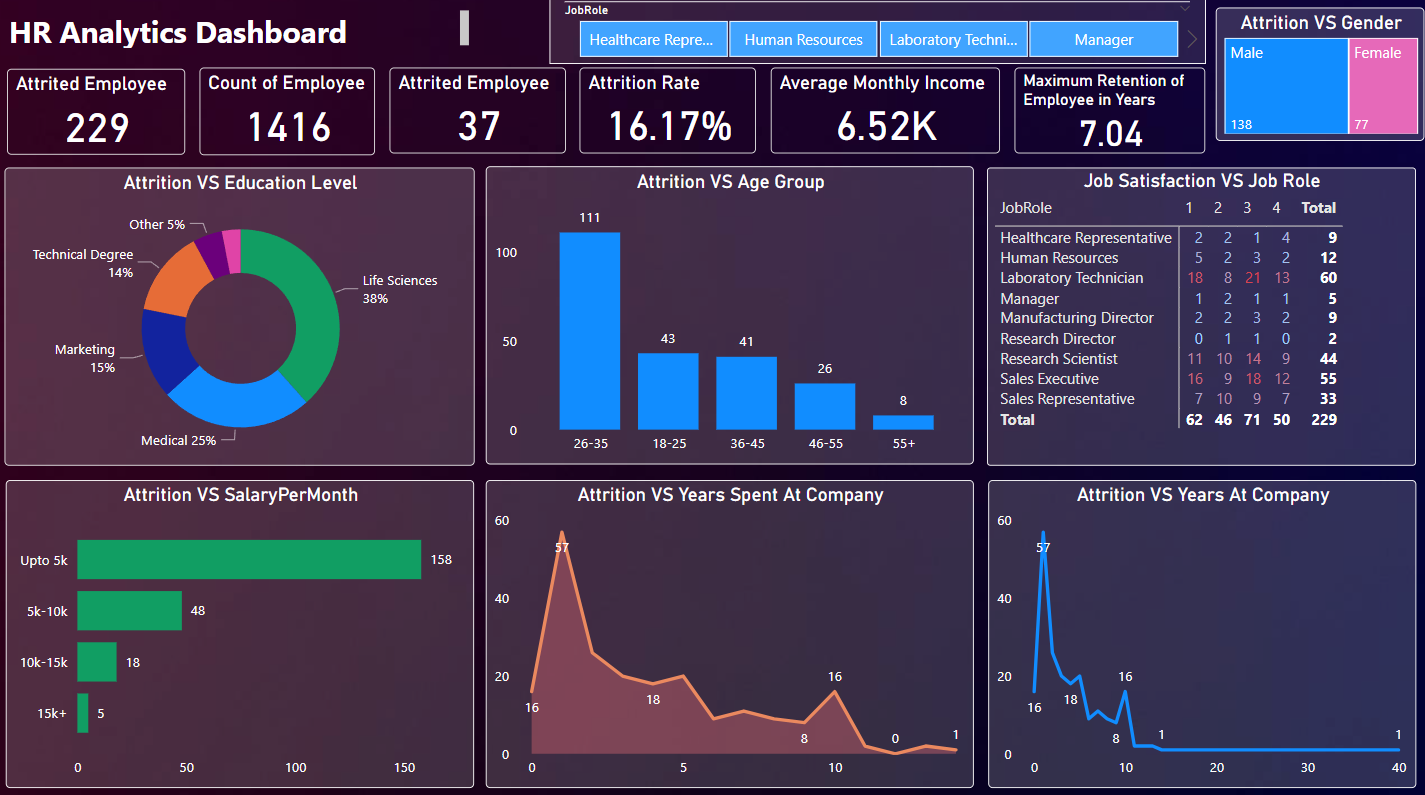 HR Analytics Dashboard
JobRole
Healthcare Repre...
Human Resources
Laboratory Techni...
Manager
Attrition VS Gender
Male
Female
138
77
Attrited Employee
229
Count of Employee
1416
Attrited Employee
37
Attrition Rate
16.17%
Average Monthly Income
6.52K
Maximum Retention of
Employee in Years
7.04
Attrition VS Education Level
Other 5%
Technical Degree
14%
Life Sciences
38%
Marketing
15%
Medical 25%
Attrition VS Age Group
111
100
43
41
50
26
8
0
26-35 18-25 36-45 46-55 55+
Job Satisfaction VS Job Role
JobRole 1 2 3 4 Total
Healthcare Representative 2 2 1 4 9
Human Resources 5 2 3 2 12
Laboratory Technician 18 8 21 13 60
Manager 1 2 1 1 5
Manufacturing Director 2 2 3 2 9
Research Director 0 1 1 0 2
Research Scientist 11 10 14 9 44
Sales Executive 16 9 18 12 55
Sales Representative 7 10 9 7 33
Total 62 46 71 50 229
Attrition VS SalaryPerMonth
Upto 5k 158
5k-10k 48
10k-15k 18
15k+ 5
0 50 100 150
Attrition VS Years Spent At Company
60
57
40
20
16
18
16
8
0
1
0
0 5 10
Attrition VS Years At Company
60
57
40
20
16
18
16
8
1
1
0
0 10 20 30 40